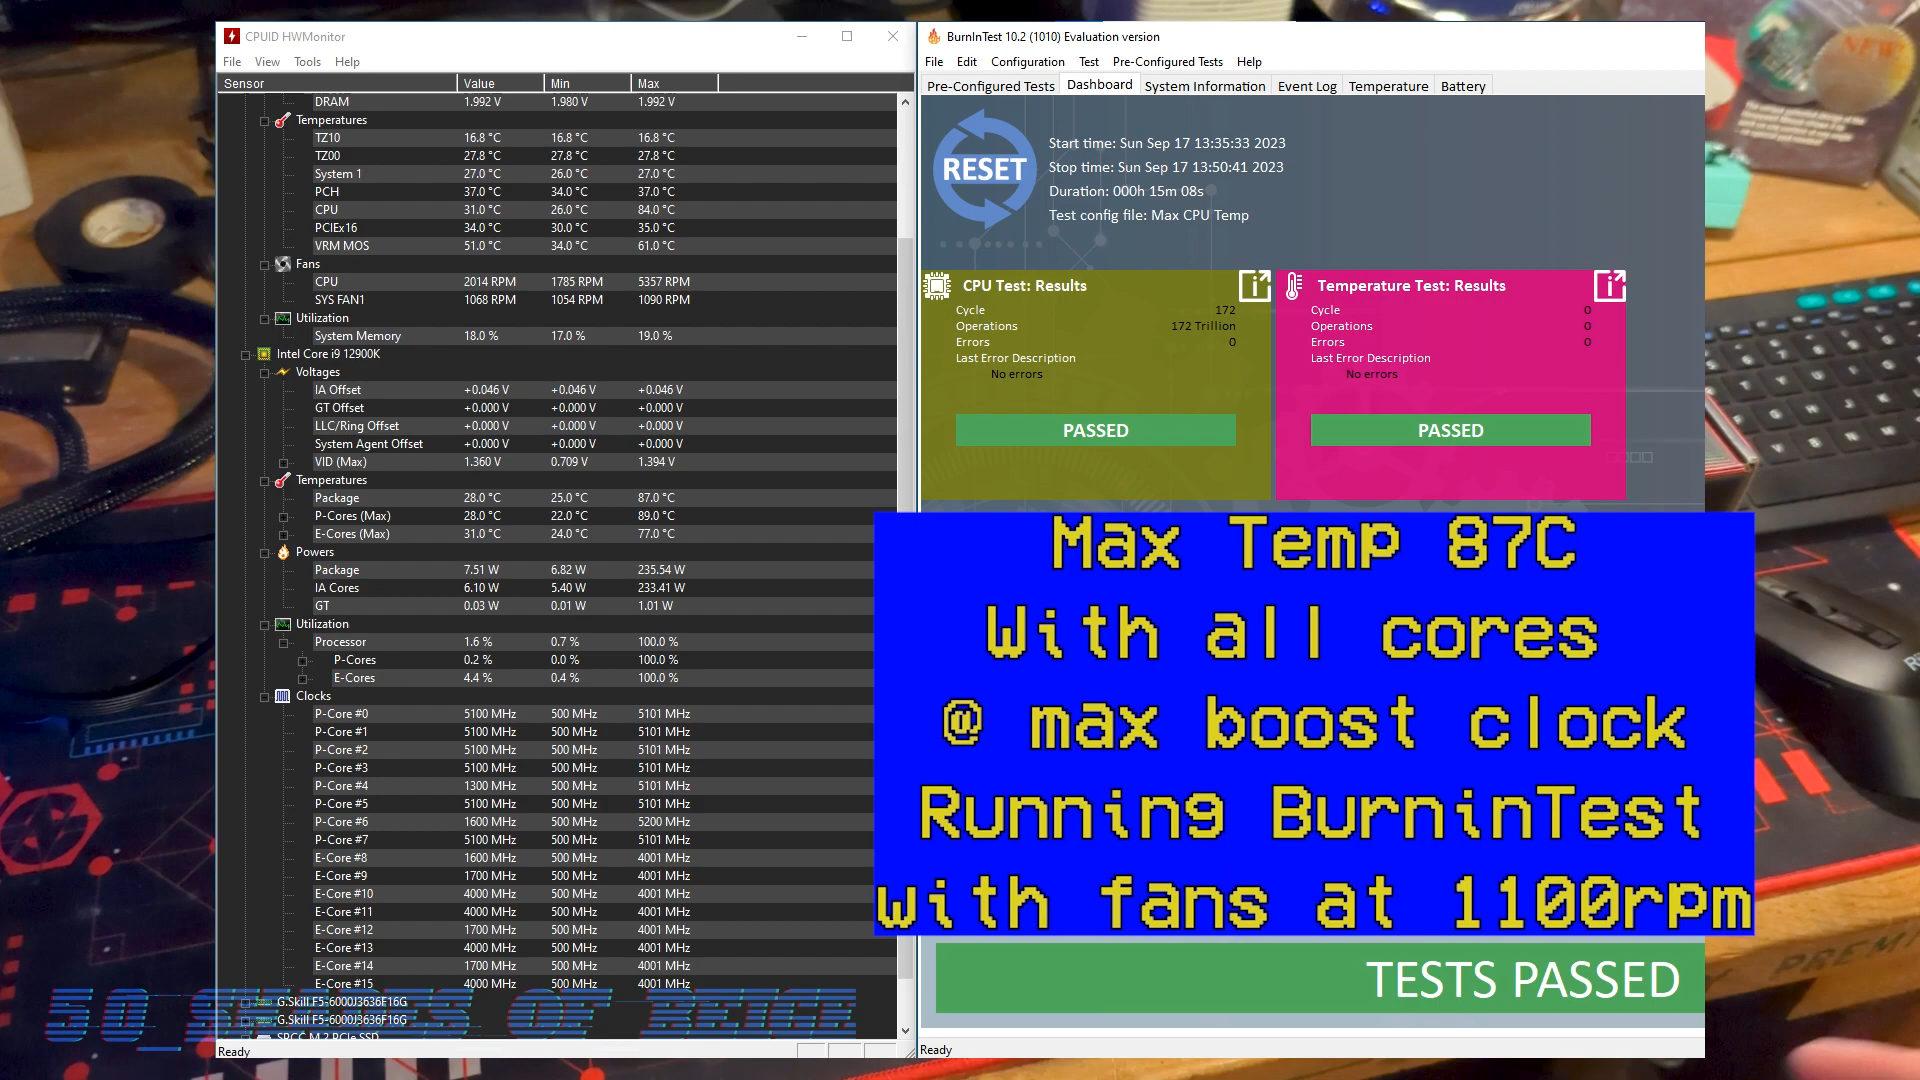 CPUID HWMonitor
File View Tools Help
Sensor Value Min Max
DRAM 1.992 V 1.980 V 1.992 V
Temperatures
TZ10 16.8 °C 16.8 °C 16.8 °C
TZ00 27.8 °C 27.8 °C 27.8 °C
System 1 27.0 °C 26.0 °C 27.0 °C
PCH 37.0 °C 34.0 °C 37.0 °C
CPU 31.0 °C 26.0 °C 84.0 °C
PCIEx16 34.0 °C 30.0 °C 35.0 °C
VRM MOS 51.0 °C 34.0 °C 61.0 °C
Fans
CPU 2014 RPM 1785 RPM 5357 RPM
SYS FAN1 1068 RPM 1054 RPM 1090 RPM
Utilization
System Memory 18.0 % 17.0 % 19.0 %
Intel Core i9 12900K
Voltages
IA Offset +0.046 V +0.046 V +0.046 V
GT Offset +0.000 V +0.000 V +0.000 V
LLC/Ring Offset +0.000 V +0.000 V +0.000 V
System Agent Offset +0.000 V +0.000 V +0.000 V
VID (Max) 1.360 V 0.709 V 1.394 V
Temperatures
Package 28.0 °C 25.0 °C 87.0 °C
P-Cores (Max) 28.0 °C 22.0 °C 89.0 °C
E-Cores (Max) 31.0 °C 24.0 °C 77.0 °C
Powers
Package 7.51 W 6.82 W 235.54 W
IA Cores 6.10 W 5.40 W 233.41 W
GT 0.03 W 0.01 W 1.01 W
Utilization
Processor 1.6 % 0.7 % 100.0 %
P-Cores 0.2 % 0.0 % 100.0 %
E-Cores 4.4 % 0.4 % 100.0 %
Clocks
P-Core #0 5100 MHz 500 MHz 5101 MHz
P-Core #1 5100 MHz 500 MHz 5101 MHz
P-Core #2 5100 MHz 500 MHz 5101 MHz
P-Core #3 5100 MHz 500 MHz 5101 MHz
P-Core #4 1300 MHz 500 MHz 5101 MHz
P-Core #5 5100 MHz 500 MHz 5101 MHz
P-Core #6 1600 MHz 500 MHz 5200 MHz
P-Core #7 5100 MHz 500 MHz 5101 MHz
E-Core #8 1600 MHz 500 MHz 4001 MHz
E-Core #9 1700 MHz 500 MHz 4001 MHz
E-Core #10 4000 MHz 500 MHz 4001 MHz
E-Core #11 4000 MHz 500 MHz 4001 MHz
E-Core #12 1700 MHz 500 MHz 4001 MHz
E-Core #13 4000 MHz 500 MHz 4001 MHz
E-Core #14 1700 MHz 500 MHz 4001 MHz
E-Core #15 4000 MHz 500 MHz 4001 MHz
G.Skill F5-6000J3636F16G
G.Skill F5-6000J3636F16G
SPCC M.2 PCIe SSD
Ready
50 SHADES OF BEIGE
BurnInTest 10.2 (1010) Evaluation version
File Edit Configuration Test Pre-Configured Tests Help
Pre-Configured Tests Dashboard System Information Event Log Temperature Battery
RESET
Start time: Sun Sep 17 13:35:33 2023
Stop time: Sun Sep 17 13:50:41 2023
Duration: 000h 15m 08s
Test config file: Max CPU Temp
CPU Test: Results
Cycle 172
Operations 172 Trillion
Errors 0
Last Error Description
No errors
PASSED
Temperature Test: Results
Cycle 0
Operations 0
Errors 0
Last Error Description
No errors
PASSED
Max Temp 87C
With all cores
@ max boost clock
Running BurninTest
with fans at 1100rpm
TESTS PASSED
Ready
NEW!